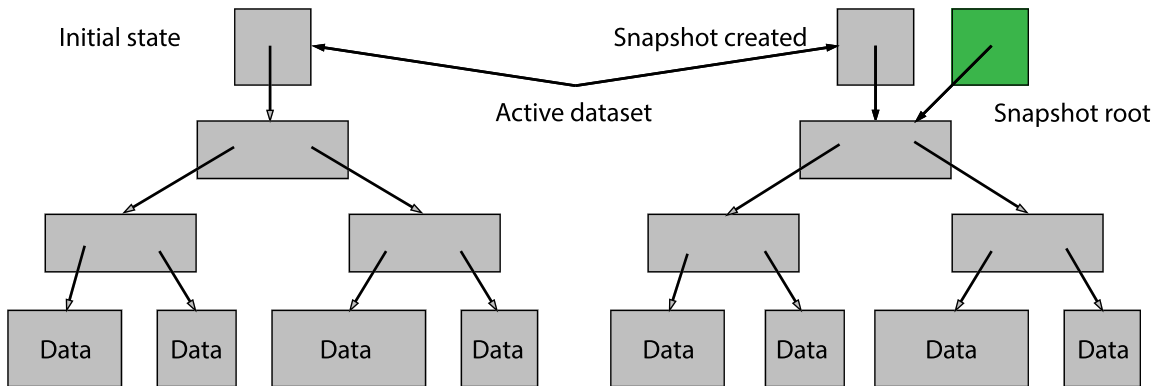 Initial state
Snapshot created
Active dataset
Snapshot root
Data Data Data Data Data Data Data Data